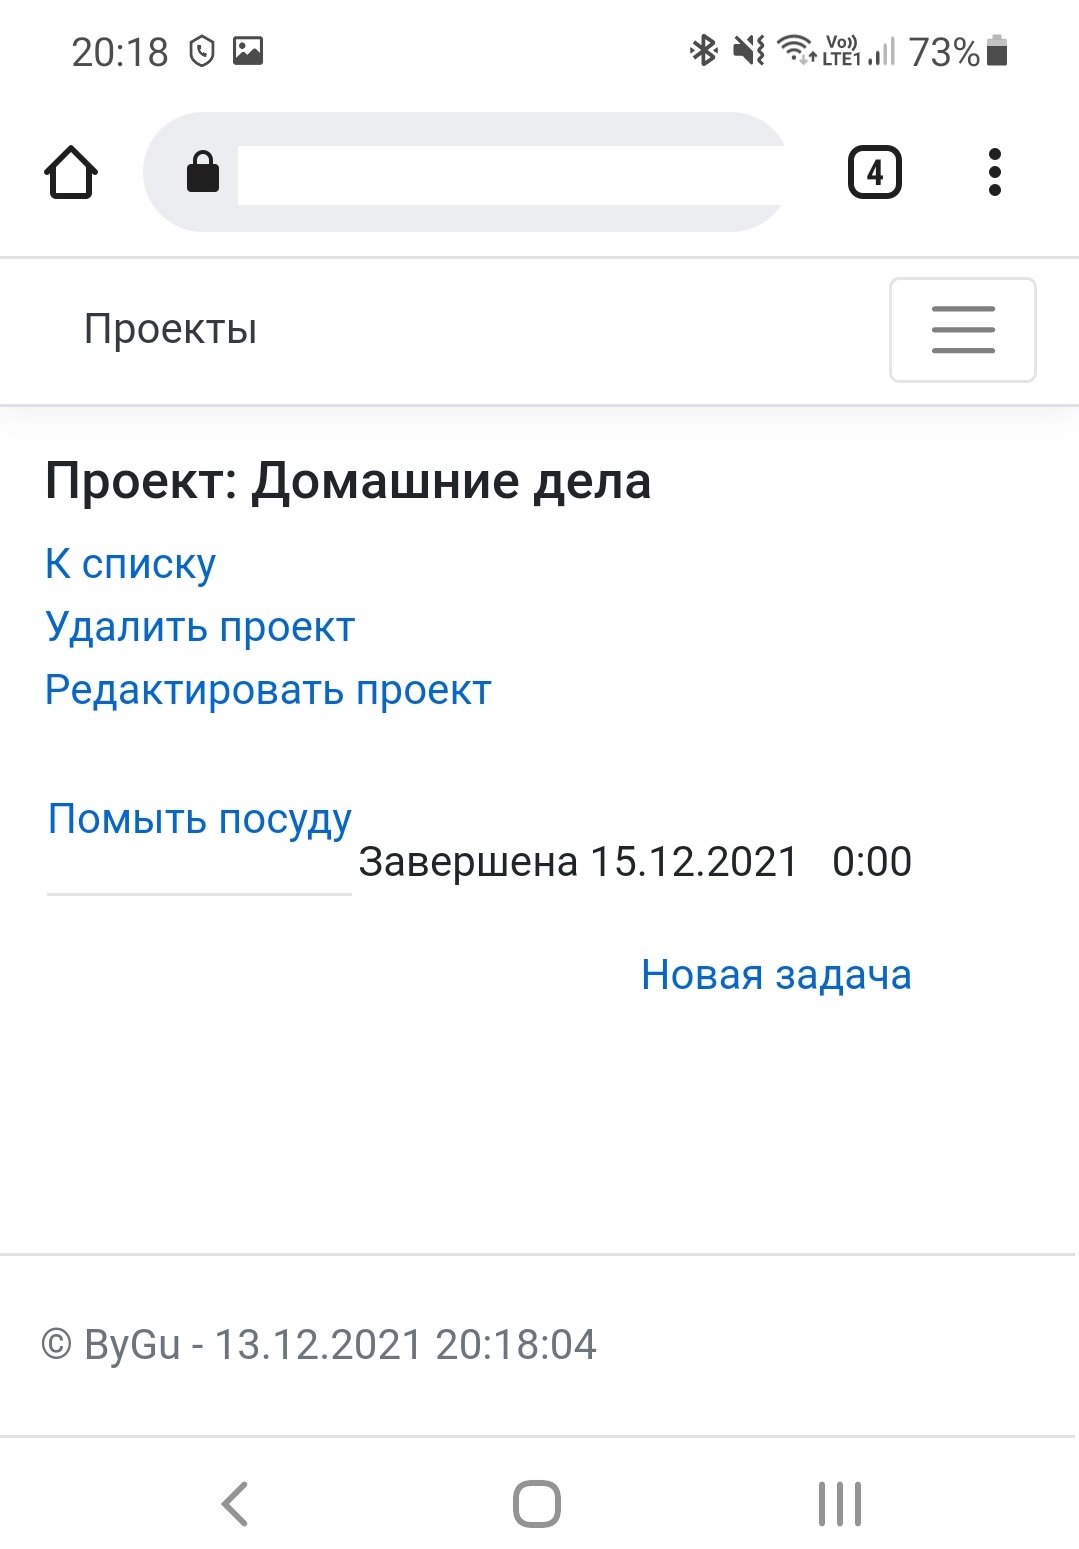 20:18 Vo)) LTE1 73%
4
Проекты
Проект: Домашние дела
К списку
Удалить проект
Редактировать проект
Помыть посуду
Завершена 15.12.2021 0:00
Новая задача
© ByGu - 13.12.2021 20:18:04